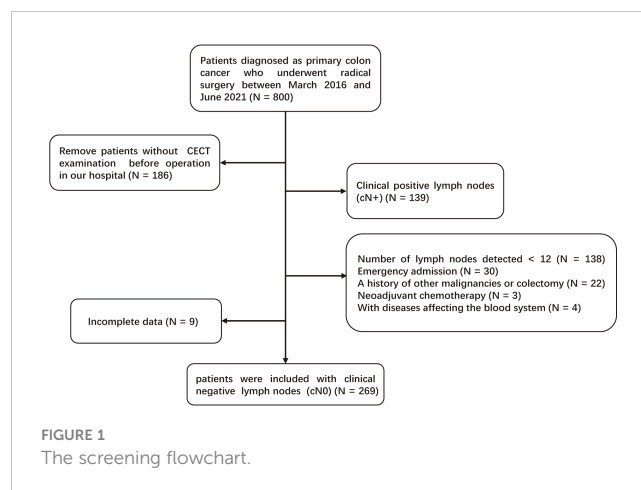 Patients diagnosed as primary colon
cancer who underwent radical
surgery between March 2016 and
June 2021 (N = 800)
Remove patients without CECT
examination before operation
in our hospital (N = 186)
Clinical positive lymph nodes
(cN+) (N = 139)
Number of lymph nodes detected < 12 (N = 138)
Emergency admission (N = 30)
A history of other malignancies or colectomy (N = 22)
Neoadjuvant chemotherapy (N = 3)
With diseases affecting the blood system (N = 4)
Incomplete data (N = 9)
patients were included with clinical
negative lymph nodes (cN0) (N = 269)
FIGURE 1
The screening flowchart.